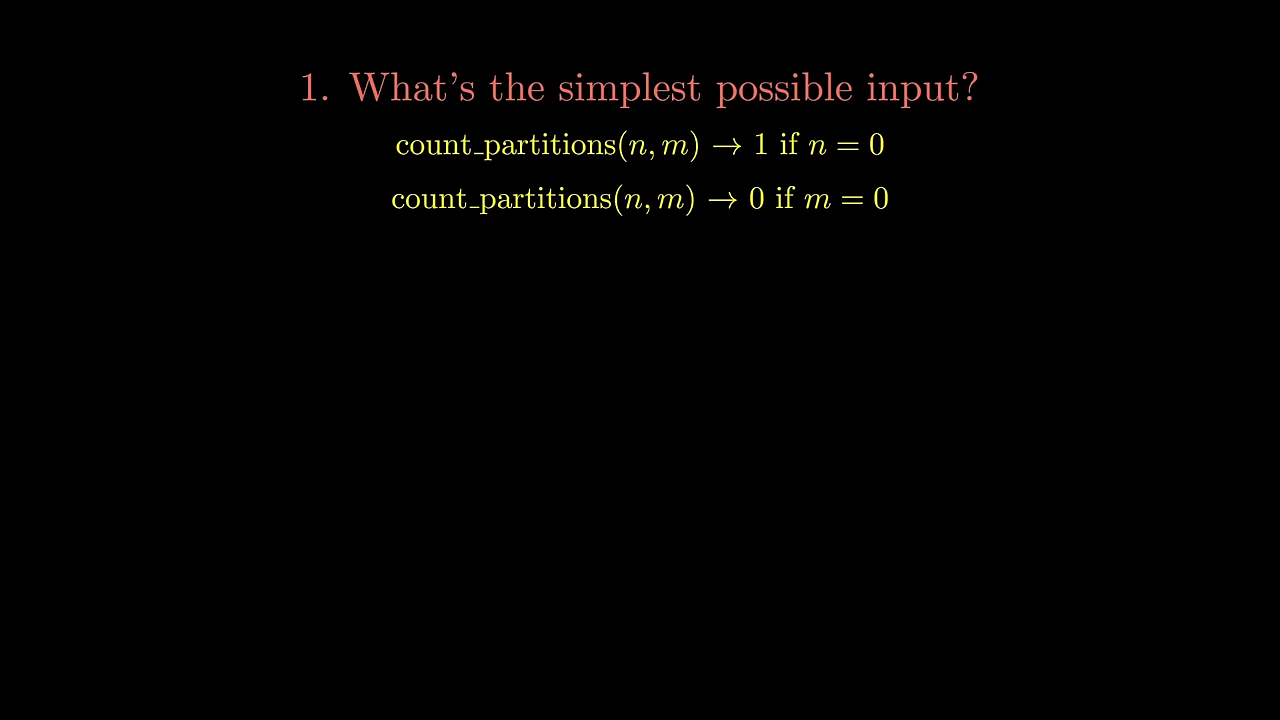 1. What's the simplest possible input?
count_partitions(n, m) → 1 if n = 0
count_partitions(n, m) → 0 if m = 0